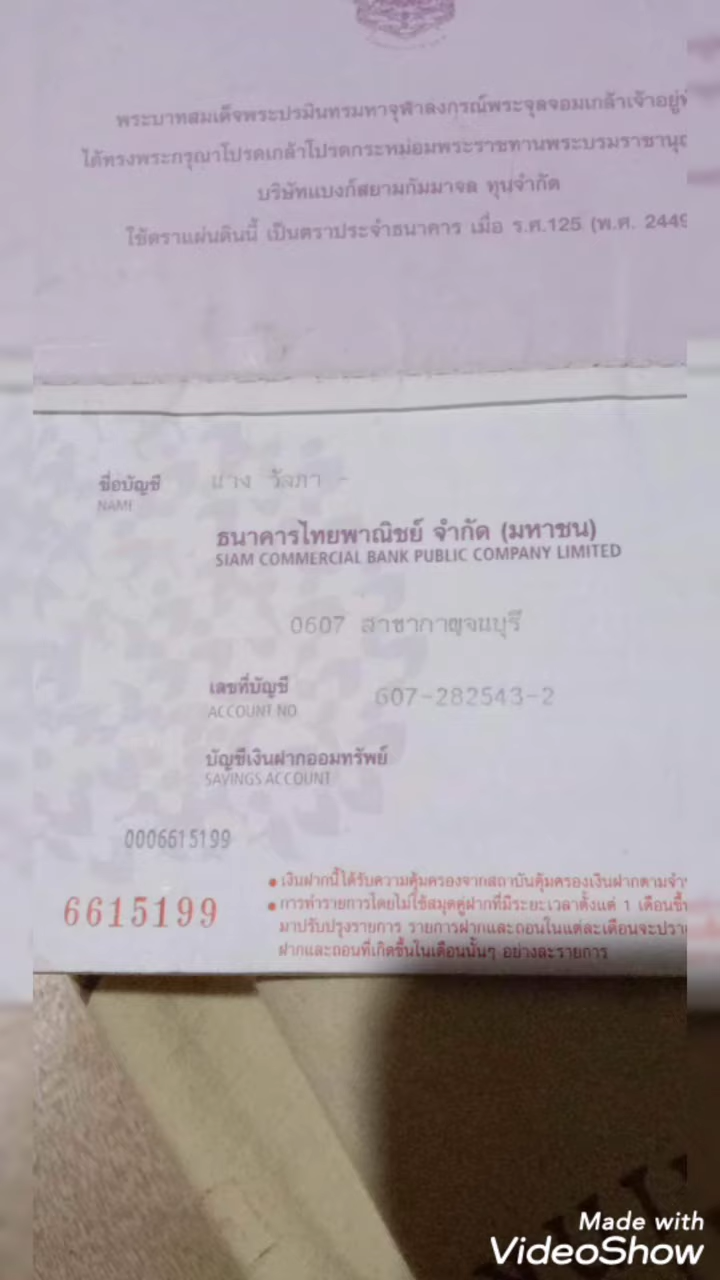 พระบาทสมเด็จพระปรมินทรมหาจุฬาลงกรณ์พระจุลจอมเกล้าเจ้าอยู่
ได้ทรงพระกรุณาโปรดเกล้าโปรดกระหม่อมพระราชทานพระบรมราชานุ
บริษัทแบงก์สยามกัมมาจล ทุนจำกัด
ใช้ตราแผ่นดินนี้ เป็นตราประจำธนาคาร เมื่อ ร.ศ.125 (พ.ศ. 2449
ชื่อบัญชี นาง วัลภา -
NAME
ธนาคารไทยพาณิชย์ จำกัด (มหาชน)
SIAM COMMERCIAL BANK PUBLIC COMPANY LIMITED
0607 สาขากาญจนบุรี
เลขที่บัญชี 607-282543-2
ACCOUNT NO
บัญชีเงินฝากออมทรัพย์
SAVINGS ACCOUNT
0006615199
6615199
• เงินฝากนี้ได้รับความคุ้มครองจากสถาบันคุ้มครองเงินฝากตามจำ
• การทำรายการโดยไม่ใช้สมุดคู่ฝากที่มีระยะเวลาตั้งแต่ 1 เดือนขึ้
มาปรับปรุงรายการ รายการฝากและถอนในแต่ละเดือนจะปรา
ฝากและถอนที่เกิดขึ้นในเดือนนั้นๆ อย่างละรายการ
Made with
VideoShow